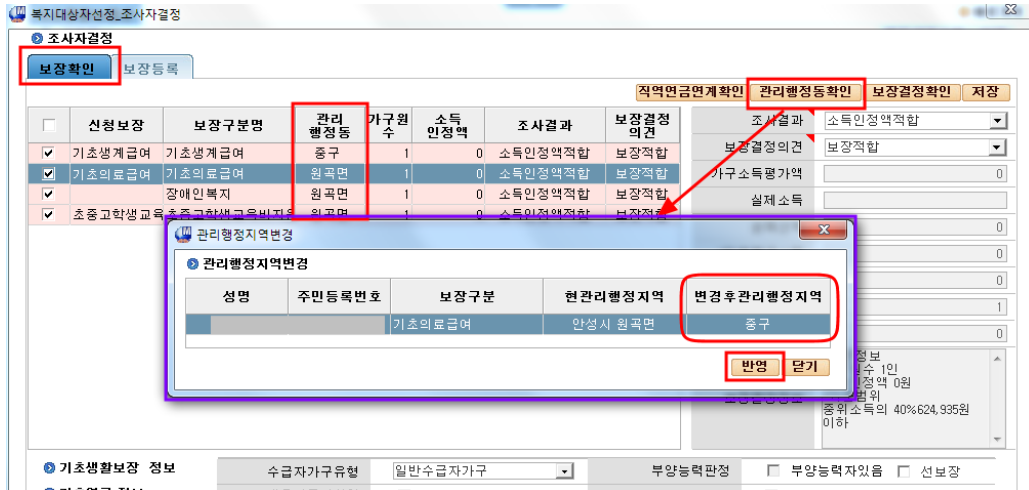 복지대상자선정_조사자결정
조사자결정
보장확인 보장등록
직역연금연계확인 관리행정동확인 보장결정확인 저장
신청보장 보장구분명 관리행정동 가구원수 소득인정액 조사결과 보장결정의견
기초생계급여 기초생계급여 중구 1 0 소득인정액적합 보장적합
기초의료급여 기초의료급여 원곡면 1 0 소득인정액적합 보장적합
장애인복지 원곡면 1 0 소득인정액적합 보장적합
초중고학생교육 초중고학생교육비지원 원곡면 1 0 소득인정액적합 보장적합
조사결과 소득인정액적합
보장결정의견 보장적합
가구소득평가액 0
실제소득
0
0
0
1
0
관리행정지역변경
관리행정지역변경
성명 주민등록번호 보장구분 현관리행정지역 변경후관리행정지역
기초의료급여 안성시 원곡면 중구
반영 닫기
정보
수 1인
인정액 0원
범위
중위소득의 40%624,935원
이하
기초생활보장 정보 수급자가구유형 일반수급자가구 부양능력판정 부양능력자있음 선보장